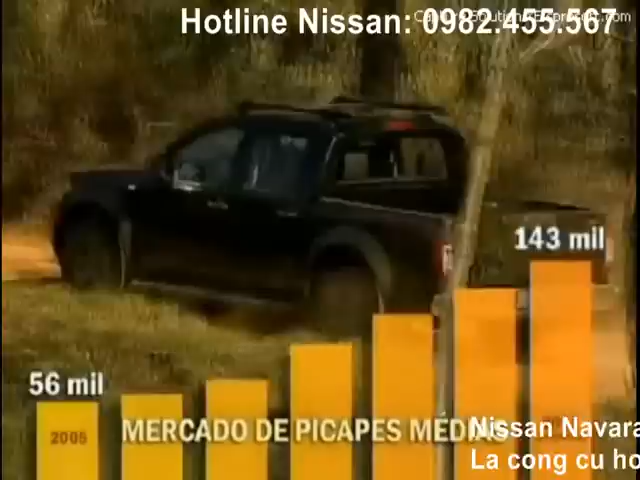 Hotline Nissan: 0982.455.567
143 mil
56 mil
2005
MERCADO DE PICAPES MÉDIAS
Nissan Navara
La cong cu ho